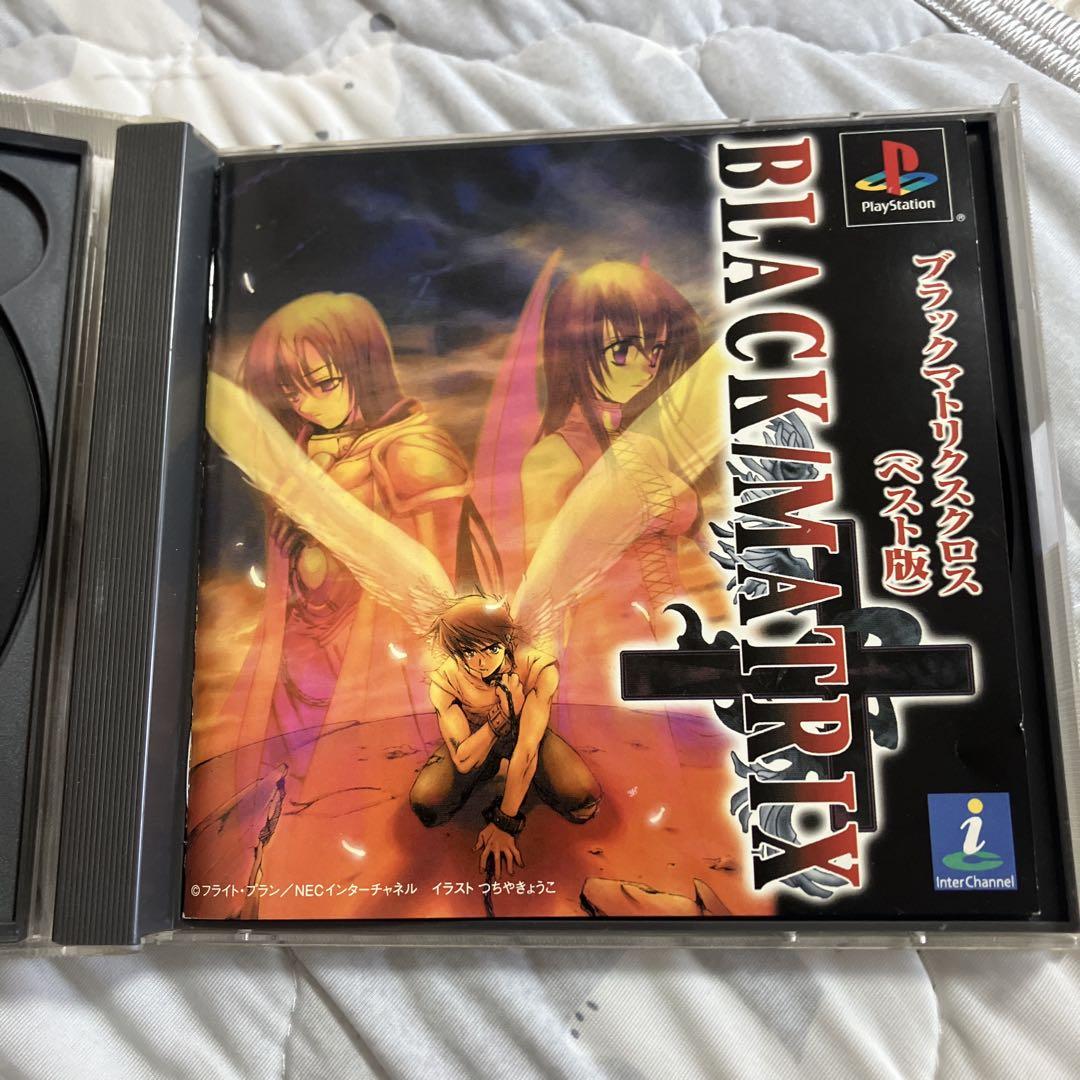 BLACK/MATRIX
PlayStation
®
ブラックマトリクスクロス
(ベスト版)
i
InterChannel
©フライト・プラン/NECインターチャネル イラスト つちやきょうこ